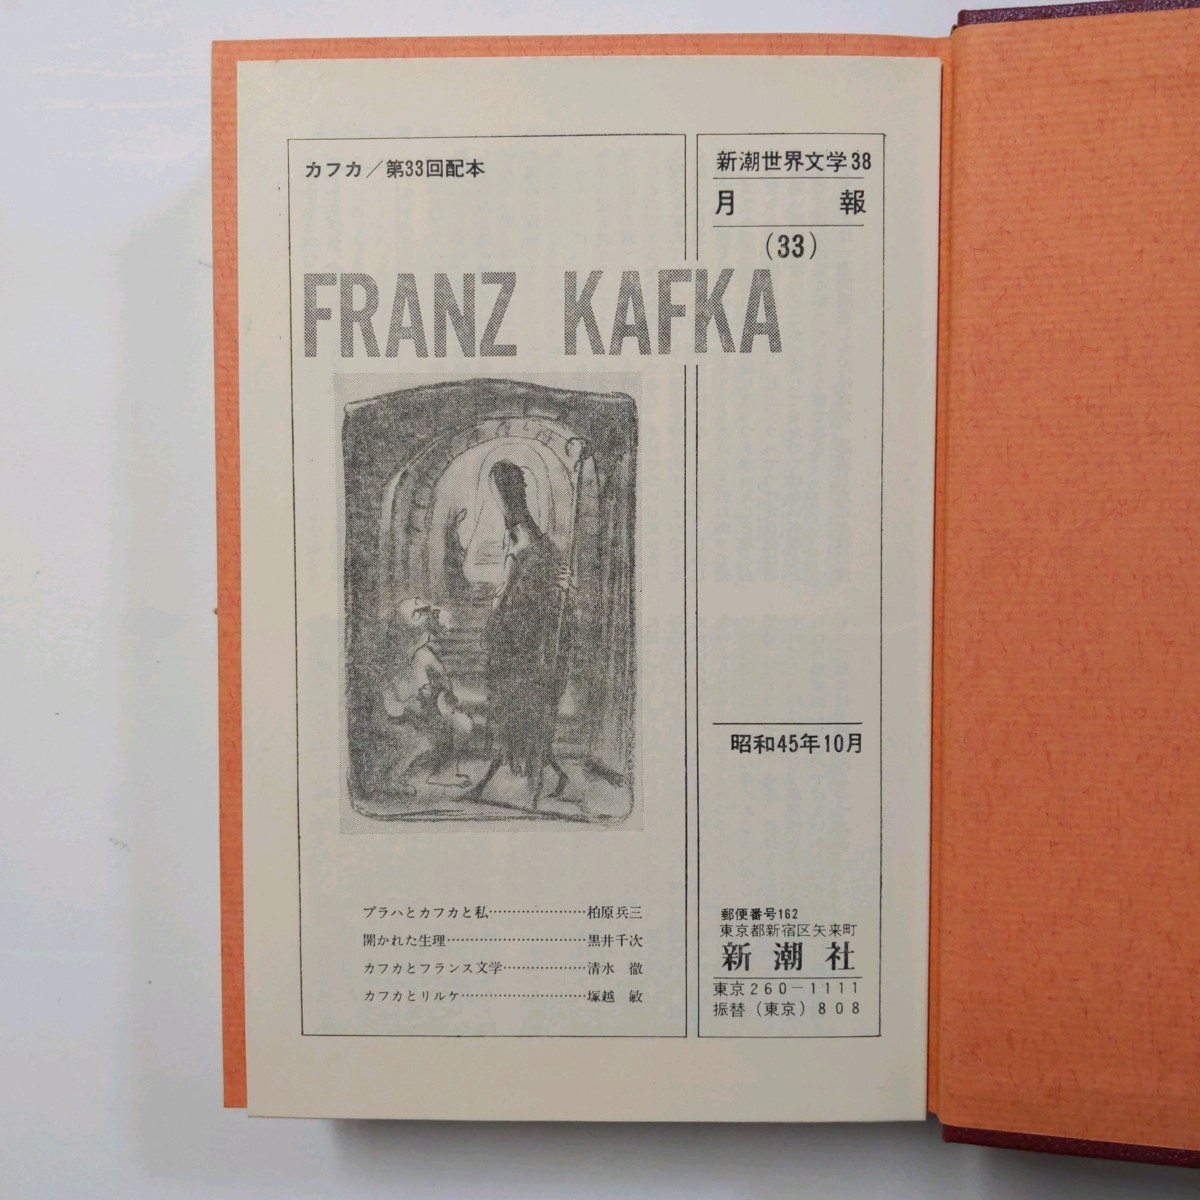 カフカ／第33回配本
新潮世界文学38
月報
(33)
FRANZ KAFKA
昭和45年10月
プラハとカフカと私…………………柏原兵三
開かれた生理…………………………黒井千次
カフカとフランス文学………………清水 徹
カフカとリルケ………………………塚越 敏
郵便番号162
東京都新宿区矢来町
新潮社
東京260－1111
振替（東京）808